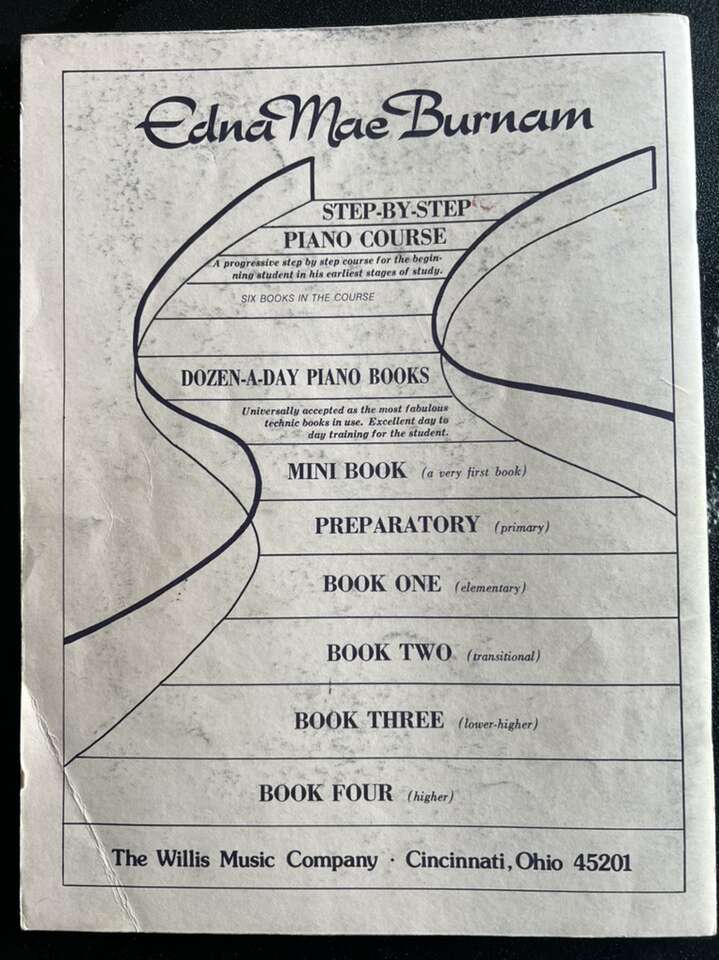 Edna Mae Burnam
STEP-BY-STEP
PIANO COURSE
A progressive step by step course for the begin-
ning student in his earliest stages of study.
SIX BOOKS IN THE COURSE
DOZEN-A-DAY PIANO BOOKS
Universally accepted as the most fabulous
technic books in use. Excellent day to
day training for the student.
MINI BOOK (a very first book)
PREPARATORY (primary)
BOOK ONE (elementary)
BOOK TWO (transitional)
BOOK THREE (lower-higher)
BOOK FOUR (higher)
The Willis Music Company · Cincinnati, Ohio 45201